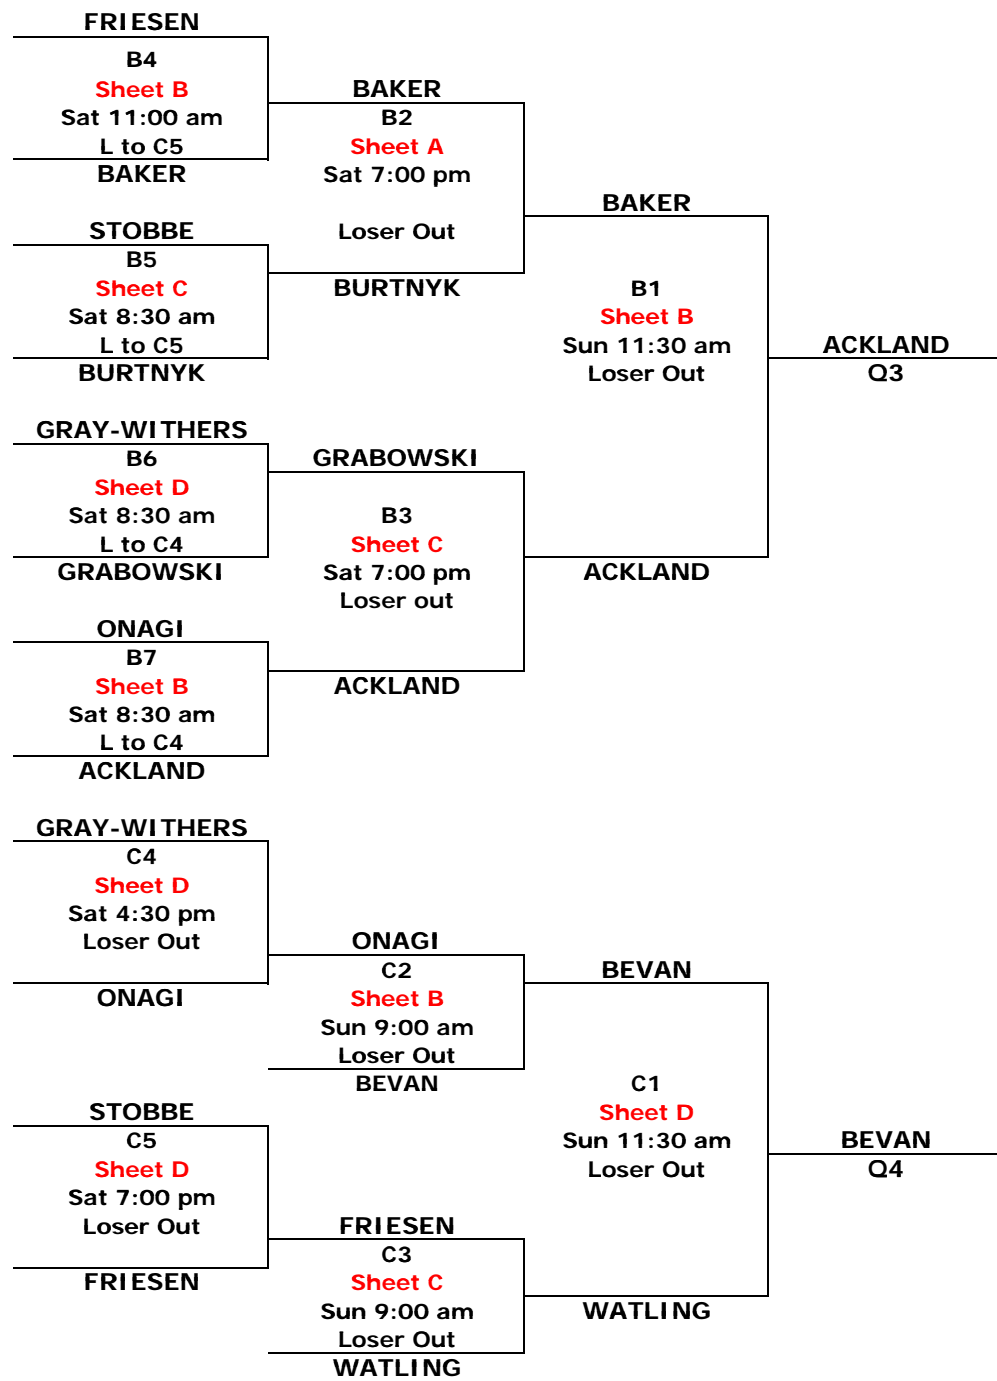 FRIESEN
B4
Sheet B
Sat 11:00 am
L to C5
BAKER
BAKER
B2
Sheet A
Sat 7:00 pm
Loser Out
STOBBE
B5
Sheet C
Sat 8:30 am
L to C5
BURTNYK
BURTNYK
BAKER
B1
Sheet B
Sun 11:30 am
Loser Out
ACKLAND
Q3
GRAY-WITHERS
B6
Sheet D
Sat 8:30 am
L to C4
GRABOWSKI
GRABOWSKI
B3
Sheet C
Sat 7:00 pm
Loser out
ACKLAND
ONAGI
B7
Sheet B
Sat 8:30 am
L to C4
ACKLAND
ACKLAND
GRAY-WITHERS
C4
Sheet D
Sat 4:30 pm
Loser Out
ONAGI
ONAGI
C2
Sheet B
Sun 9:00 am
Loser Out
BEVAN
BEVAN
C1
Sheet D
Sun 11:30 am
Loser Out
BEVAN
Q4
STOBBE
C5
Sheet D
Sat 7:00 pm
Loser Out
FRIESEN
FRIESEN
C3
Sheet C
Sun 9:00 am
Loser Out
WATLING
WATLING